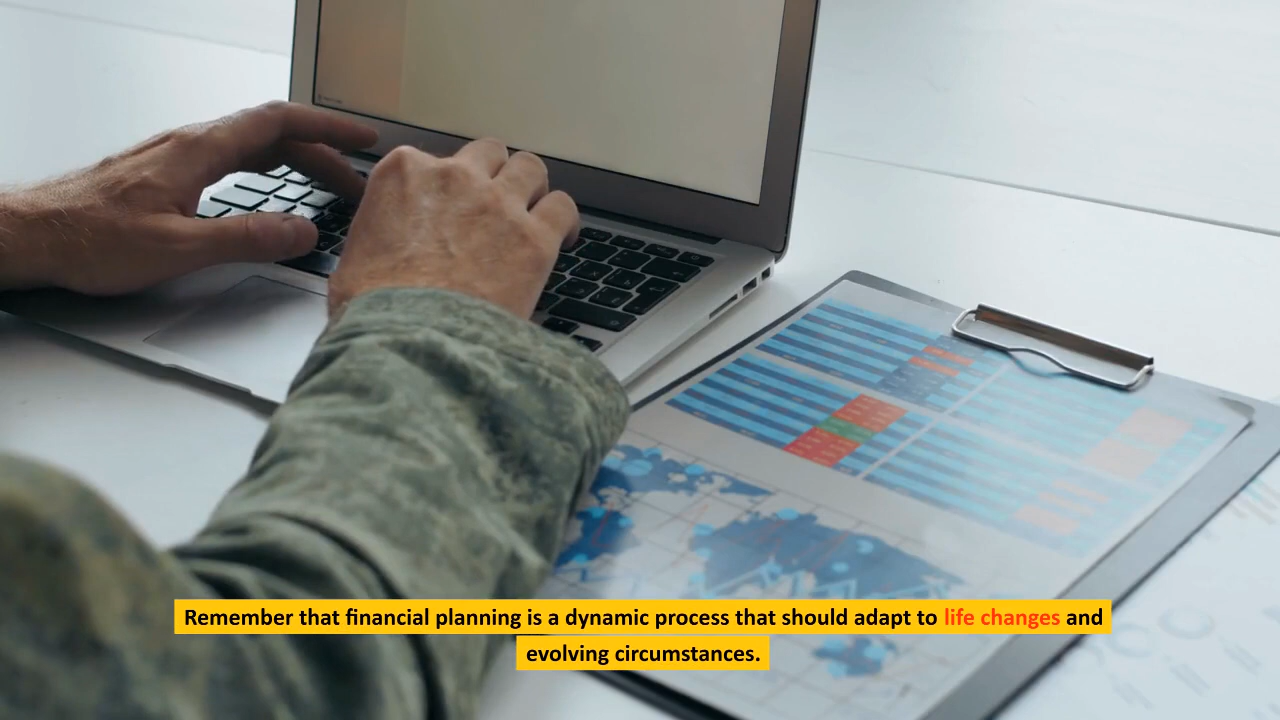 Remember that financial planning is a dynamic process that should adapt to life changes and
evolving circumstances.